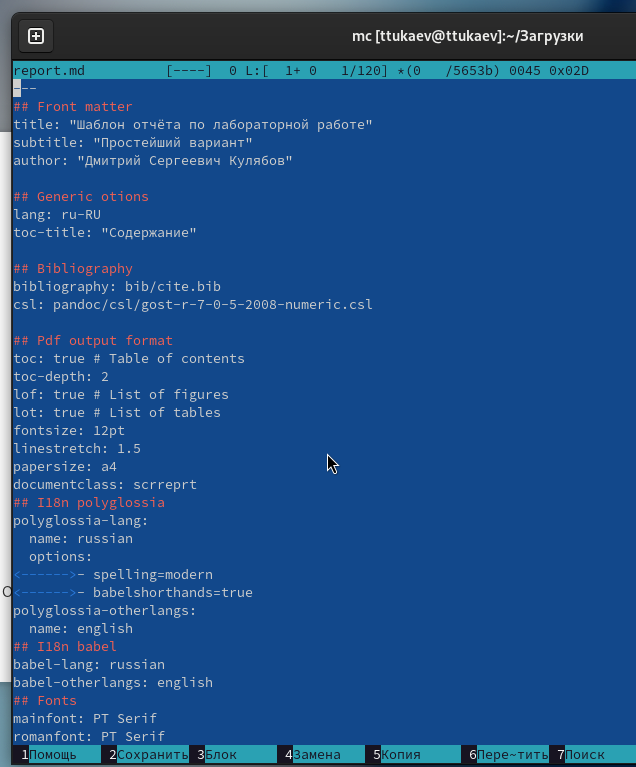 mc [ttukaev@ttukaev]:~/Загрузки
report.md [----] 0 L:[ 1+ 0 1/120] *(0 /5653b) 0045 0x02D
---
## Front matter
title: "Шаблон отчёта по лабораторной работе"
subtitle: "Простейший вариант"
author: "Дмитрий Сергеевич Кулябов"

## Generic otions
lang: ru-RU
toc-title: "Содержание"

## Bibliography
bibliography: bib/cite.bib
csl: pandoc/csl/gost-r-7-0-5-2008-numeric.csl

## Pdf output format
toc: true # Table of contents
toc-depth: 2
lof: true # List of figures
lot: true # List of tables
fontsize: 12pt
linestretch: 1.5
papersize: a4
documentclass: scrreprt
## I18n polyglossia
polyglossia-lang:
  name: russian
  options:
<------>- spelling=modern
<------>- babelshorthands=true
polyglossia-otherlangs:
  name: english
## I18n babel
babel-lang: russian
babel-otherlangs: english
## Fonts
mainfont: PT Serif
romanfont: PT Serif
1Помощь 2Сохранить 3Блок 4Замена 5Копия 6Пере~тить 7Поиск